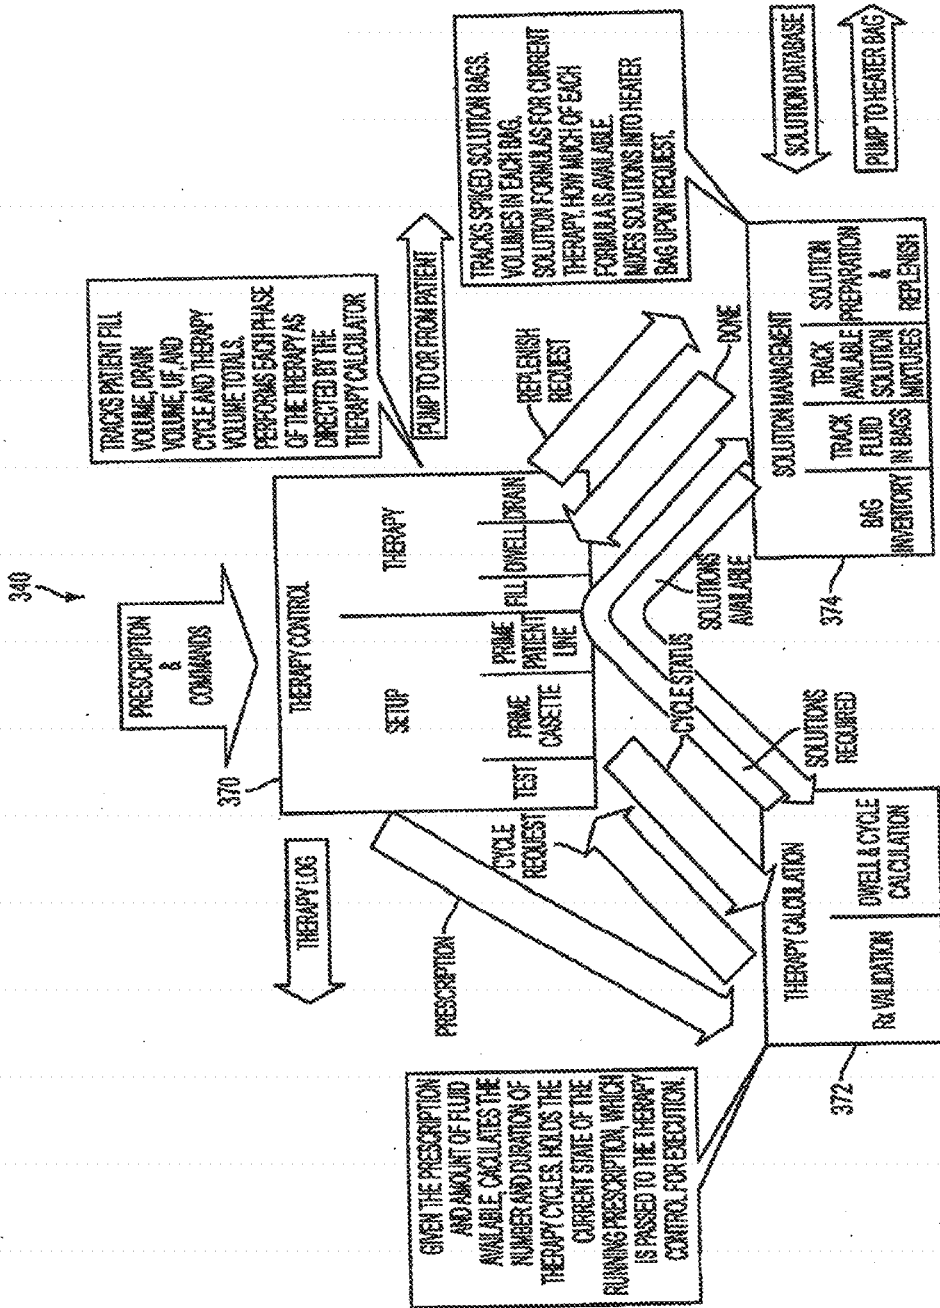 340
PRESCRIPTION
&
COMMANDS
TRACKS PATIENT FILL
VOLUME, DRAIN
VOLUME, UF, AND
CYCLE AND THERAPY
VOLUME TOTALS.
PERFORMS EACH PHASE
OF THE THERAPY AS
DIRECTED BY THE
THERAPY CALCULATOR
370
THERAPY LOG
THERAPY CONTROL
SETUP
THERAPY
TEST
PRIME
CASETTE
PRIME
PATIENT
LINE
FILL
DWELL
DRAIN
PUMP TO OR FROM PATIENT
PRESCRIPTION
CYCLE
REQUEST
CYCLE STATUS
REPLENISH
REQUEST
DONE
SOLUTIONS
AVAILABLE
SOLUTIONS
REQUIRED
GIVEN THE PRESCRIPTION
AND AMOUNT OF FLUID
AVAILABLE, CACULATES THE
NUMBER AND DURATION OF
THERAPY CYCLES. HOLDS THE
CURRENT STATE OF THE
RUNNING PRESCRIPTION, WHICH
IS PASSED TO THE THERAPY
CONTROL FOR EXECUTION.
TRACKS SPIKED SOLUTION BAGS.
VOLUMES IN EACH BAG.
SOLUTION FORMULAS FOR CURRENT
THERAPY. HOW MUCH OF EACH
FORMULA IS AVAILABLE.
MIXES SOLUTIONS INTO HEATER
BAG UPON REQUEST.
372
THERAPY CALCULATION
Rx VALIDATION
DWELL & CYCLE
CALCULATION
374
SOLUTION MANAGEMENT
BAG
INVENTORY
TRACK
FLUID
IN BAGS
TRACK
AVAILABLE
SOLUTION
MIXTURES
SOLUTION
PREPARATION
&
REPLENISH
SOLUTION DATABASE
PUMP TO HEATER BAG